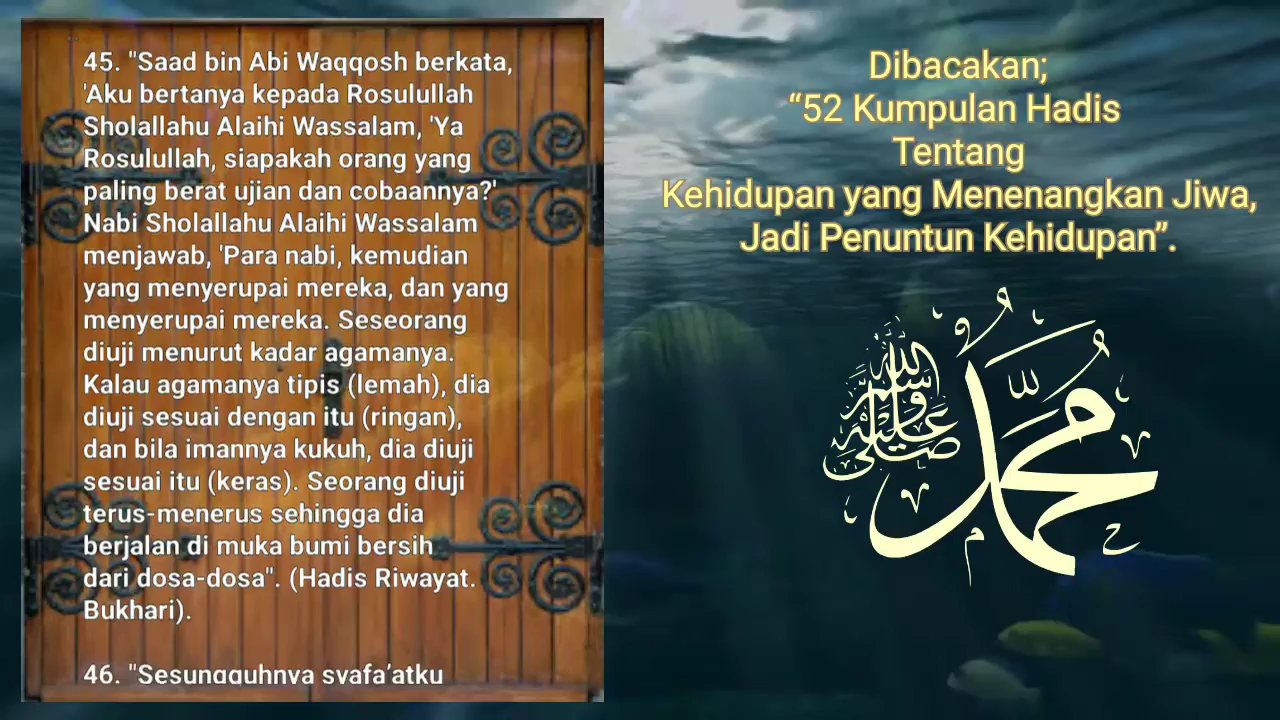 45. "Saad bin Abi Waqqosh berkata,
'Aku bertanya kepada Rosulullah
Sholallahu Alaihi Wassalam, 'Ya
Rosulullah, siapakah orang yang
paling berat ujian dan cobaannya?'
Nabi Sholallahu Alaihi Wassalam
menjawab, 'Para nabi, kemudian
yang menyerupai mereka, dan yang
menyerupai mereka. Seseorang
diuji menurut kadar agamanya.
Kalau agamanya tipis (lemah), dia
diuji sesuai dengan itu (ringan),
dan bila imannya kukuh, dia diuji
sesuai itu (keras). Seorang diuji
terus-menerus sehingga dia
berjalan di muka bumi bersih
dari dosa-dosa". (Hadis Riwayat.
Bukhari).
46. "Sesungguhnya syafa’atku
Dibacakan;
“52 Kumpulan Hadis
Tentang
Kehidupan yang Menenangkan Jiwa,
Jadi Penuntun Kehidupan”.
محمد صلى الله عليه وسلم